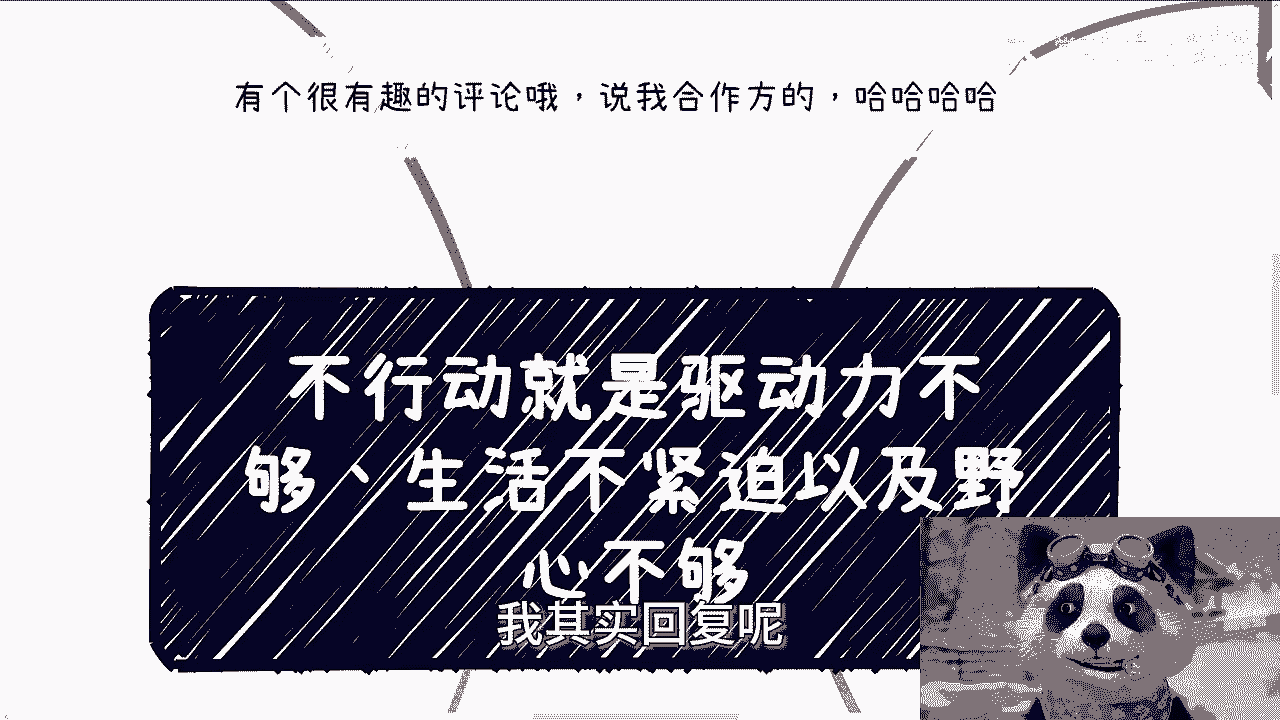 有个很有趣的评论哦，说我合作方的，哈哈哈哈
不行动就是驱动力不
够、生活不紧迫以及野
心不够
我其实回复呢